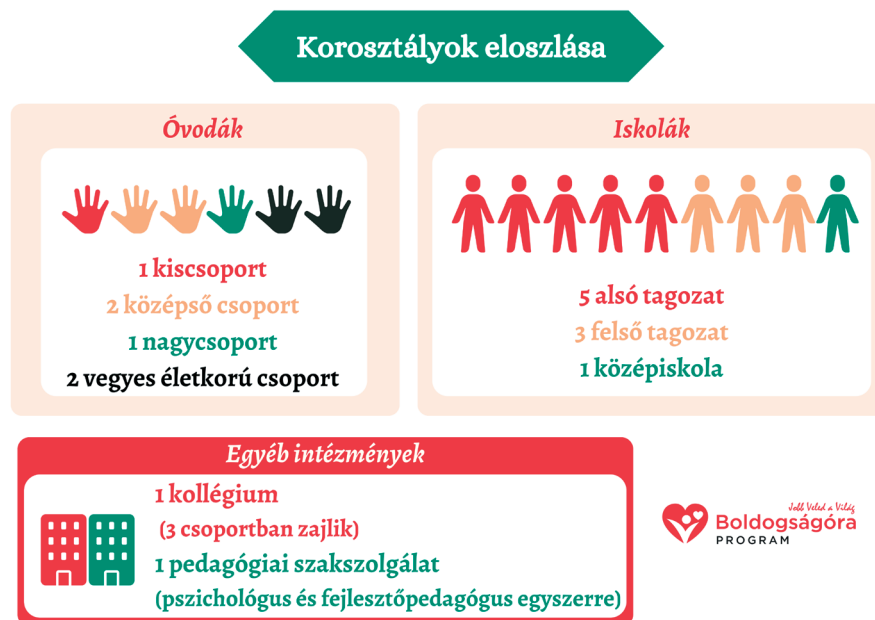 Korosztályok eloszlása
Óvodák
1 kiscsoport
2 középső csoport
1 nagycsoport
2 vegyes életkorú csoport
Iskolák
5 alsó tagozat
3 felső tagozat
1 középiskola
Egyéb intézmények
1 kollégium
(3 csoportban zajlik)
1 pedagógiai szakszolgálat
(pszichológus és fejlesztőpedagógus egyszerre)
Jobb Veled a Világ
Boldogságóra
PROGRAM